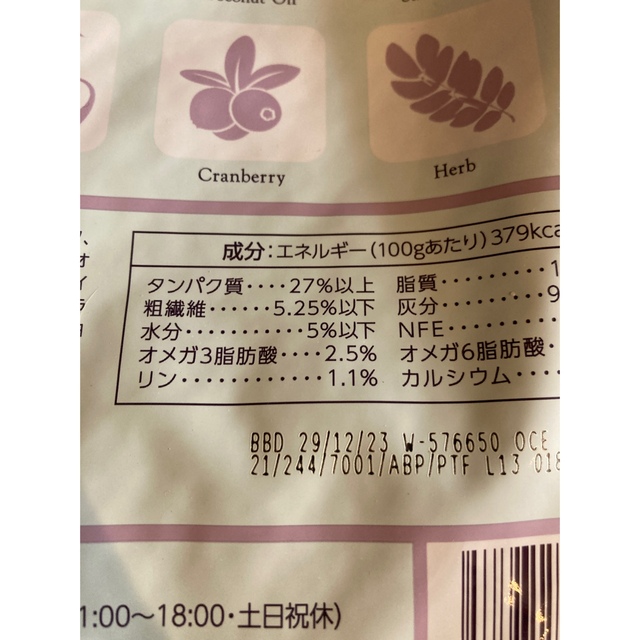 Coconut Oil
Cranberry
Herb
成分:エネルギー(100gあたり)379kca
タンパク質････27%以上 脂質･････････1
粗繊維･･････5.25%以下 灰分･････････9
水分･････････5%以下 NFE･････････
オメガ3脂肪酸････2.5% オメガ6脂肪酸･
リン････････････1.1% カルシウム････
BBD 29/12/23 W-576650 OCE
21/244/7001/ABP/PTF L13 018
1:00〜18:00･土日祝休)